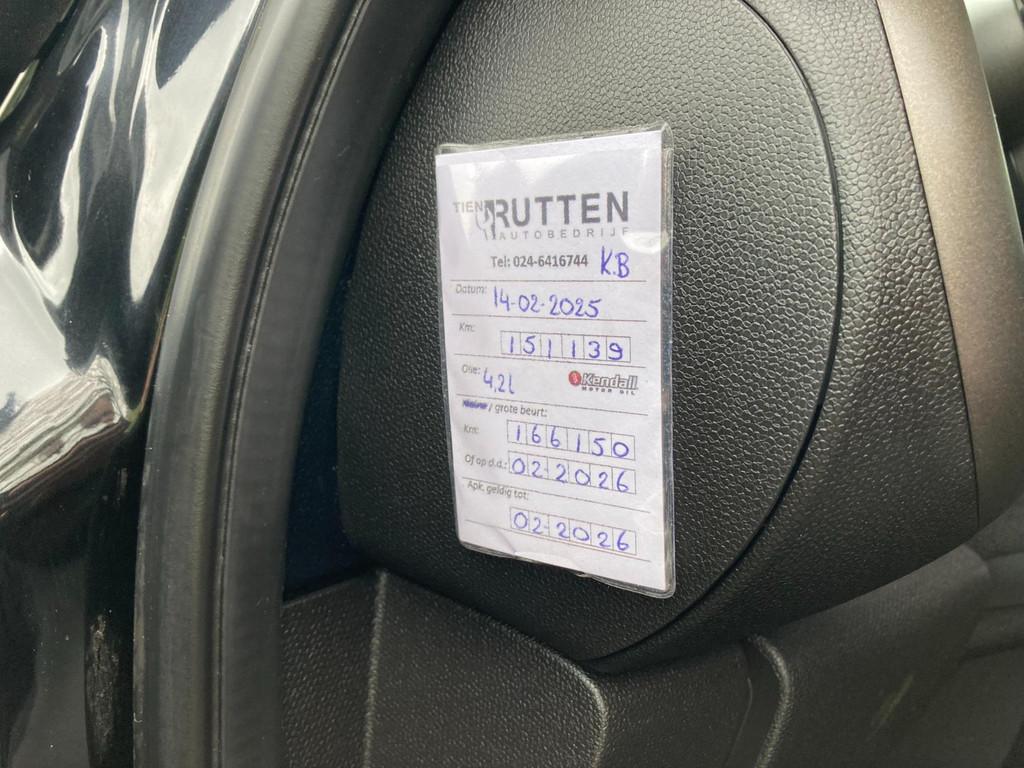 TIEN RUTTEN
AUTOBEDRIJF
Tel: 024-6416744 K.B
Datum: 14-02-2025
Km: 151139
Olie: 4,2l Kendall
MOTOR OIL
/ grote beurt:
Km: 166150
Of op d.d.: 02-2026
Apk. geldig tot:
02-2026